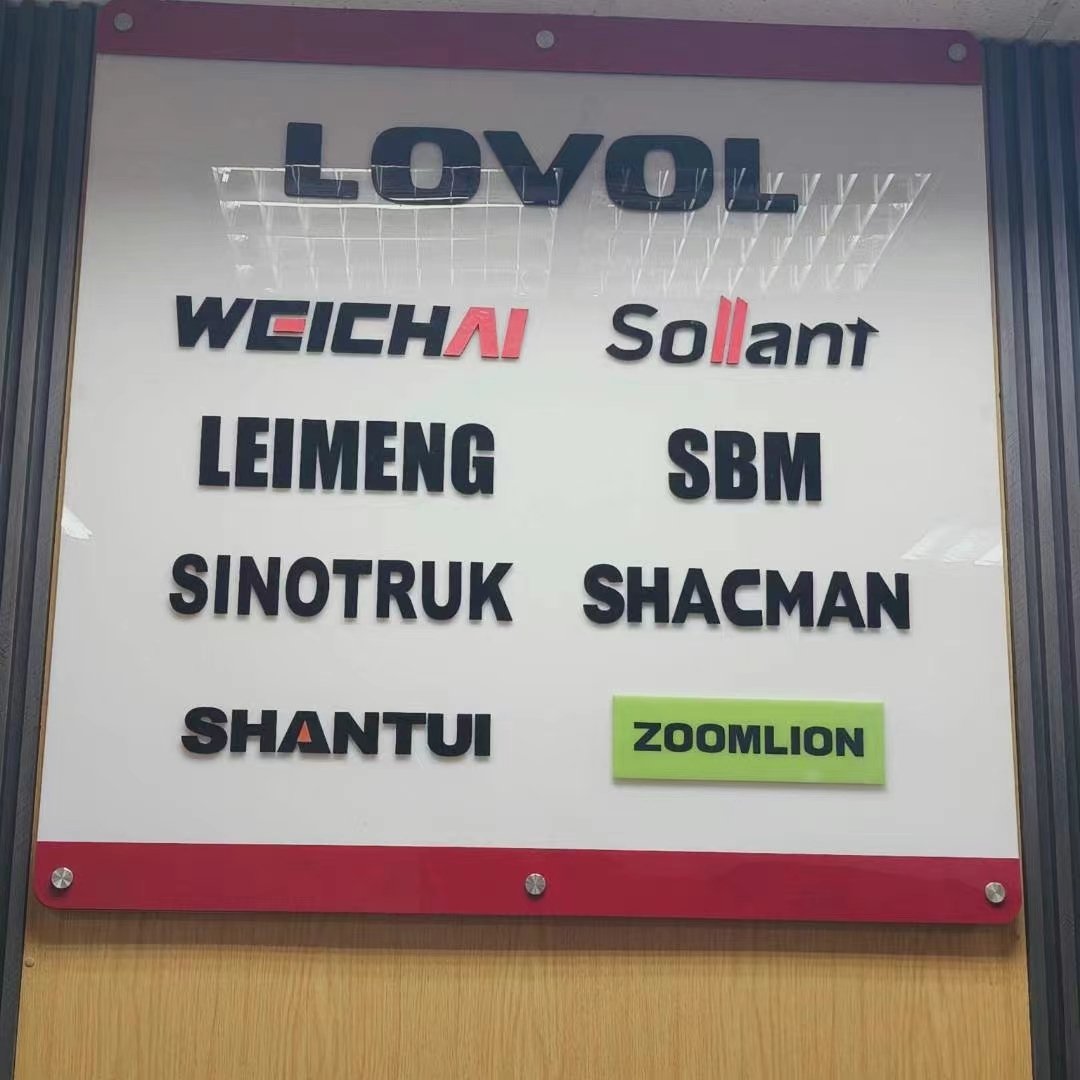 LOVOL
WEICHAI Sollant
LEIMENG SBM
SINOTRUK SHACMAN
SHANTUI ZOOMLION